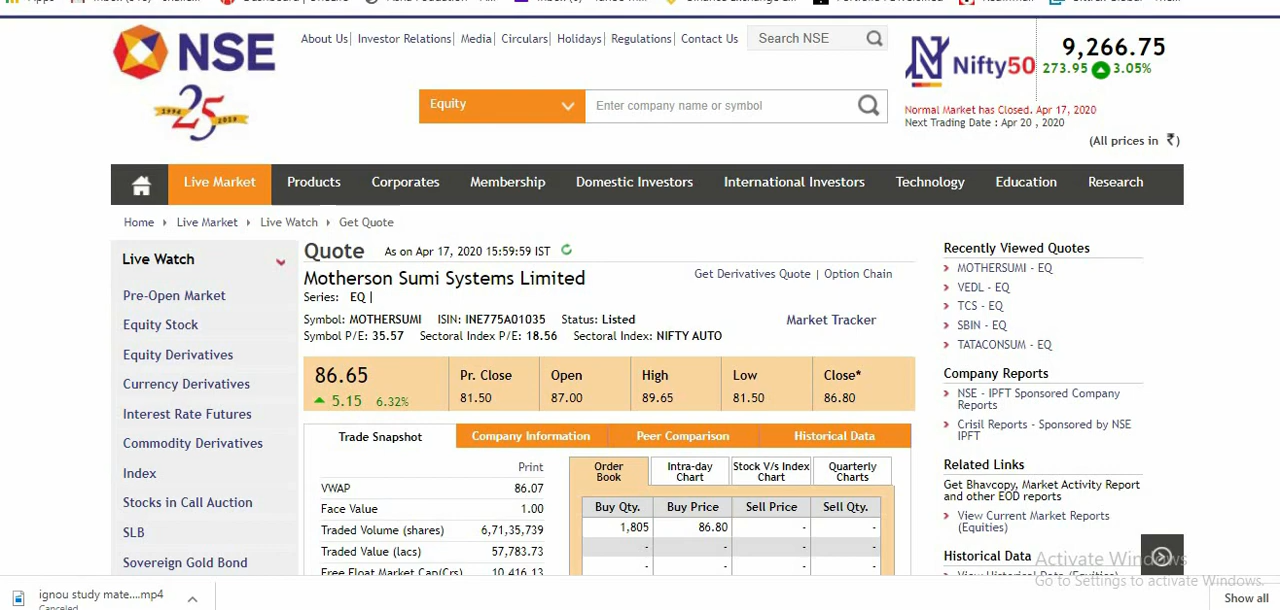 NSE
1994 25 2019
About Us| Investor Relations| Media| Circulars| Holidays| Regulations| Contact Us
Search NSE
Nifty50
9,266.75
273.95 3.05%
Equity
Enter company name or symbol
Normal Market has Closed. Apr 17, 2020
Next Trading Date : Apr 20 , 2020
(All prices in ₹)
Live Market Products Corporates Membership Domestic Investors International Investors Technology Education Research
Home Live Market Live Watch Get Quote
Live Watch
Pre-Open Market
Equity Stock
Equity Derivatives
Currency Derivatives
Interest Rate Futures
Commodity Derivatives
Index
Stocks in Call Auction
SLB
Sovereign Gold Bond
Quote As on Apr 17, 2020 15:59:59 IST
Motherson Sumi Systems Limited
Get Derivatives Quote | Option Chain
Series: EQ |
Symbol: MOTHERSUMI ISIN: INE775A01035 Status: Listed
Market Tracker
Symbol P/E: 35.57 Sectoral Index P/E: 18.56 Sectoral Index: NIFTY AUTO
86.65 Pr. Close Open High Low Close*
5.15 6.32% 81.50 87.00 89.65 81.50 86.80
Trade Snapshot Company Information Peer Comparison Historical Data
Print
VWAP 86.07
Face Value 1.00
Traded Volume (shares) 6,71,35,739
Traded Value (lacs) 57,783.73
Free Float Market Cap(Crs) 10,416.13
Order Book
Intra-day Chart
Stock V/s Index Chart
Quarterly Charts
Buy Qty. Buy Price Sell Price Sell Qty.
1,805 86.80 - -
- - - -
- - - -
Recently Viewed Quotes
MOTHERSUMI - EQ
VEDL - EQ
TCS - EQ
SBIN - EQ
TATACONSUM - EQ
Company Reports
NSE - IPFT Sponsored Company
Reports
Crisil Reports - Sponsored by NSE
IPFT
Related Links
Get Bhavcopy, Market Activity Report
and other EOD reports
View Current Market Reports
(Equities)
Historical Data
Activate Windows
Go to Settings to activate Windows.
ignou study mate....mp4
Canceled
Show all